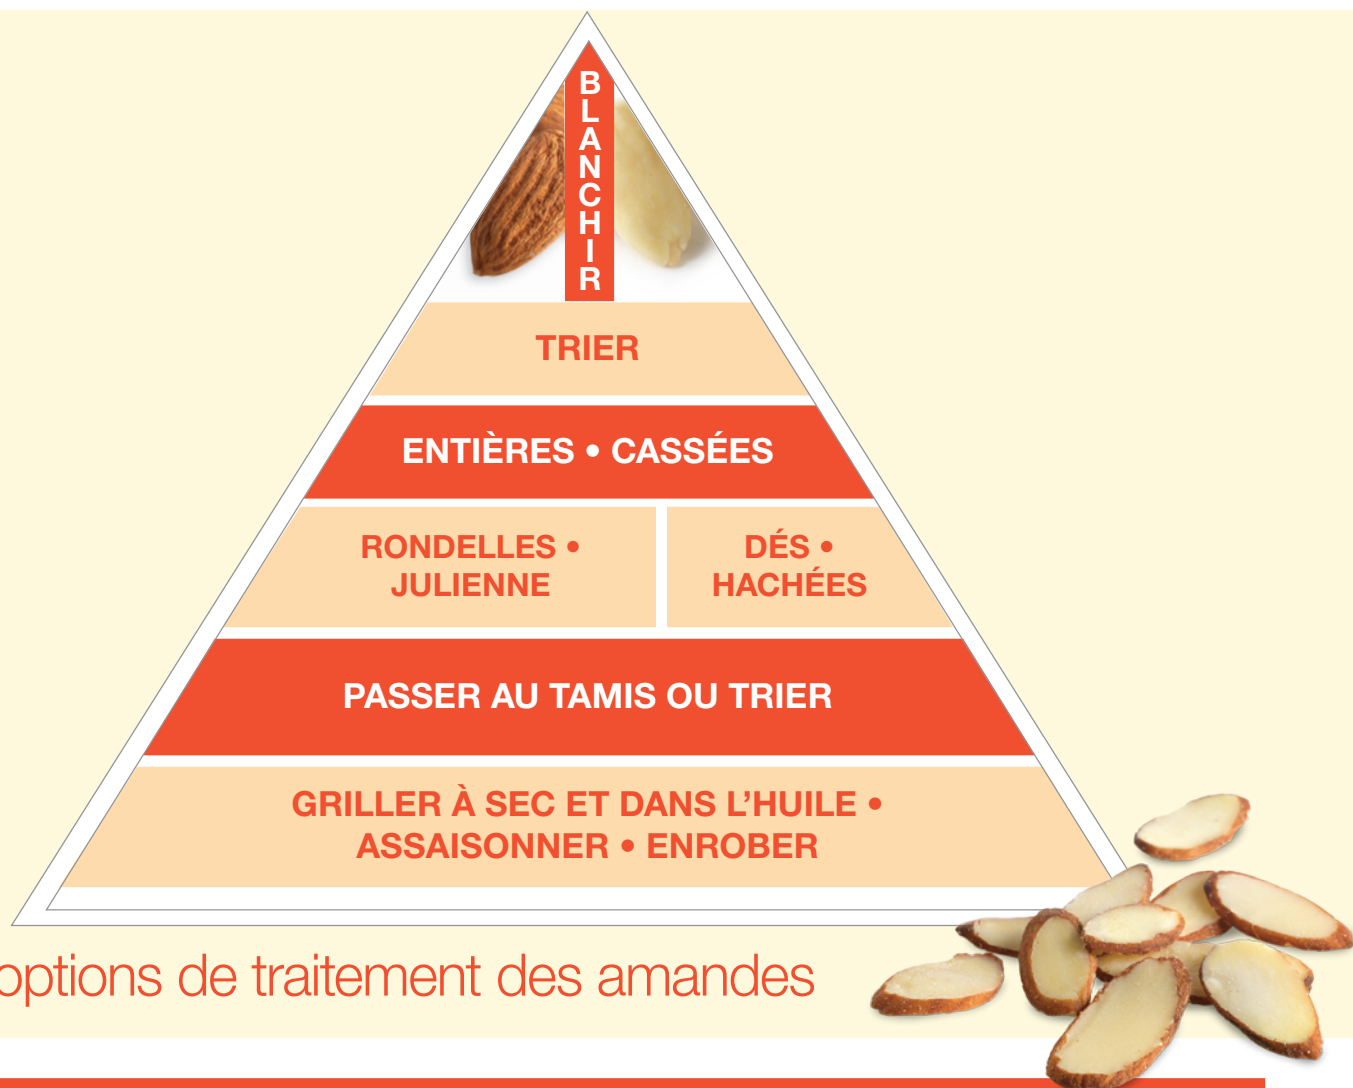 BLANCHIR
TRIER
ENTIÈRES • CASSÉES
RONDELLES •
JULIENNE
DÉS •
HACHÉES
PASSER AU TAMIS OU TRIER
GRILLER À SEC ET DANS L’HUILE •
ASSAISONNER • ENROBER
options de traitement des amandes